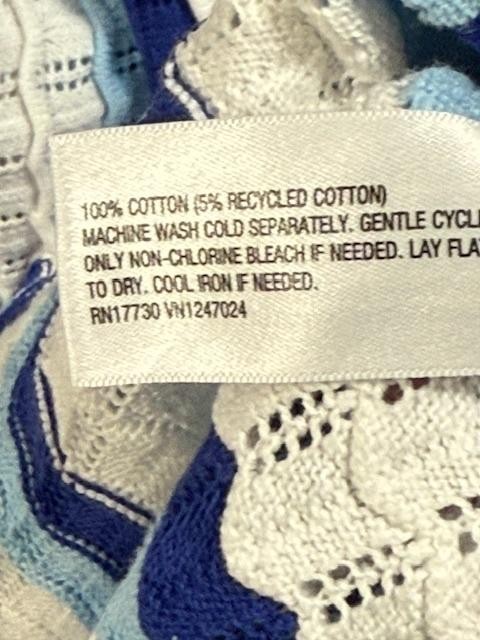 100% COTTON (5% RECYCLED COTTON)
MACHINE WASH COLD SEPARATELY. GENTLE CYCLE
ONLY NON-CHLORINE BLEACH IF NEEDED. LAY FLA
TO DRY. COOL IRON IF NEEDED.
RN17730 VN1247024